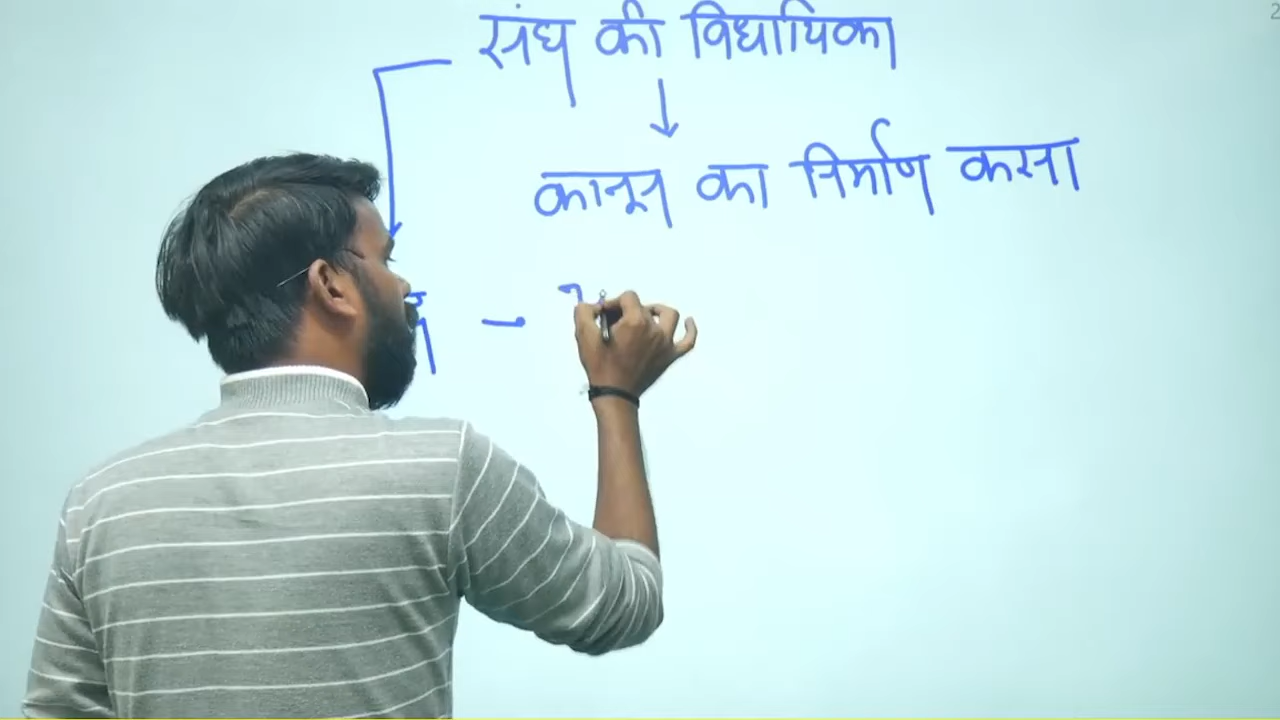 संघ की विधायिका
कानून का निर्माण करना